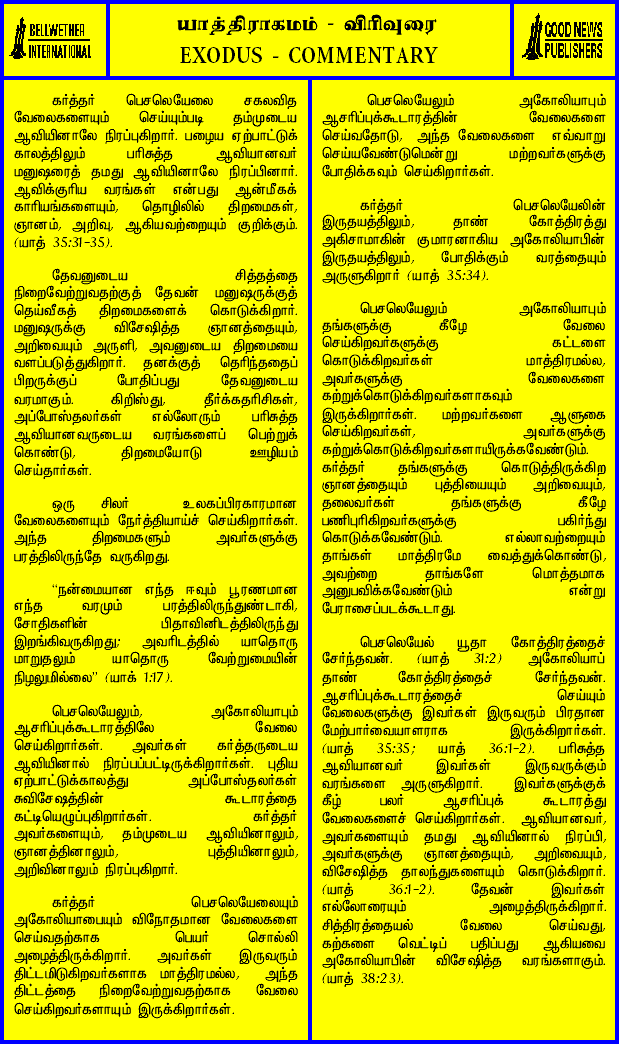 BELLWETHER
INTERNATIONAL
யாத்திராகமம் - விரிவுரை
EXODUS - COMMENTARY
GOOD NEWS
PUBLISHERS
கர்த்தர் பெசலெயேலை சகலவித
வேலைகளையும் செய்யும்படி தம்முடைய
ஆவியினாலே நிரப்புகிறார். பழைய ஏற்பாட்டுக்
காலத்திலும் பரிசுத்த ஆவியானவர்
மனுஷரைத் தமது ஆவியினாலே நிரப்பினார்.
ஆவிக்குரிய வரங்கள் என்பது ஆன்மீகக்
காரியங்களையும், தொழிலில் திறமைகள்,
ஞானம், அறிவு, ஆகியவற்றையும் குறிக்கும்.
(யாத் 35:31-35).
தேவனுடைய சித்தத்தை
நிறைவேற்றுவதற்குத் தேவன் மனுஷருக்குத்
தெய்வீகத் திறமைகளைக் கொடுக்கிறார்.
மனுஷருக்கு விசேஷித்த ஞானத்தையும்,
அறிவையும் அருளி, அவனுடைய திறமையை
வளப்படுத்துகிறார். தனக்குத் தெரிந்ததைப்
பிறருக்குப் போதிப்பது தேவனுடைய
வரமாகும். கிறிஸ்து, தீர்க்கதரிசிகள்,
அப்போஸ்தலர்கள் எல்லோரும் பரிசுத்த
ஆவியானவருடைய வரங்களைப் பெற்றுக்
கொண்டு, திறமையோடு ஊழியம்
செய்தார்கள்.
ஒரு சிலர் உலகப்பிரகாரமான
வேலைகளையும் நேர்த்தியாய்ச் செய்கிறார்கள்.
அந்த திறமைகளும் அவர்களுக்கு
பரத்திலிருந்தே வருகிறது.
“நன்மையான எந்த ஈவும் பூரணமான
எந்த வரமும் பரத்திலிருந்துண்டாகி,
சோதிகளின் பிதாவினிடத்திலிருந்து
இறங்கிவருகிறது; அவரிடத்தில் யாதொரு
மாறுதலும் யாதொரு வேற்றுமையின்
நிழலுமில்லை” (யாக் 1:17).
பெசலெயேலும், அகோலியாபும்
ஆசரிப்புக்கூடாரத்திலே வேலை
செய்கிறார்கள். அவர்கள் கர்த்தருடைய
ஆவியினால் நிரப்பப்பட்டிருக்கிறார்கள். புதிய
ஏற்பாட்டுக்காலத்து அப்போஸ்தலர்கள்
சுவிசேஷத்தின் கூடாரத்தை
கட்டியெழுப்புகிறார்கள். கர்த்தர்
அவர்களையும், தம்முடைய ஆவியினாலும்,
ஞானத்தினாலும், புத்தியினாலும்,
அறிவினாலும் நிரப்புகிறார்.
கர்த்தர் பெசலெயேலையும்
அகோலியாபையும் விநோதமான வேலைகளை
செய்வதற்காக பெயர் சொல்லி
அழைத்திருக்கிறார். அவர்கள் இருவரும்
திட்டமிடுகிறவர்களாக மாத்திரமல்ல, அந்த
திட்டத்தை நிறைவேற்றுவதற்காக வேலை
செய்கிறவர்களாயும் இருக்கிறார்கள்.
பெசலெயேலும் அகோலியாபும்
ஆசரிப்புக்கூடாரத்தின் வேலைகளை
செய்வதோடு, அந்த வேலைகளை எவ்வாறு
செய்யவேண்டுமென்று மற்றவர்களுக்கு
போதிக்கவும் செய்கிறார்கள்.
கர்த்தர் பெசலெயேலின்
இருதயத்திலும், தாண் கோத்திரத்து
அகிசாமாகின் குமாரனாகிய அகோலியாபின்
இருதயத்திலும், போதிக்கும் வரத்தையும்
அருளுகிறார் (யாத் 35:34).
பெசலெயேலும் அகோலியாபும்
தங்களுக்கு கீழே வேலை
செய்கிறவர்களுக்கு கட்டளை
கொடுக்கிறவர்கள் மாத்திரமல்ல,
அவர்களுக்கு வேலைகளை
கற்றுக்கொடுக்கிறவர்களாகவும்
இருக்கிறார்கள். மற்றவர்களை ஆளுகை
செய்கிறவர்கள், அவர்களுக்கு
கற்றுக்கொடுக்கிறவர்களாயிருக்கவேண்டும்.
கர்த்தர் தங்களுக்கு கொடுத்திருக்கிற
ஞானத்தையும் புத்தியையும் அறிவையும்,
தலைவர்கள் தங்களுக்கு கீழே
பணிபுரிகிறவர்களுக்கு பகிர்ந்து
கொடுக்கவேண்டும். எல்லாவற்றையும்
தாங்கள் மாத்திரமே வைத்துக்கொண்டு,
அவற்றை தாங்களே மொத்தமாக
அனுபவிக்கவேண்டும் என்று
பேராசைப்படக்கூடாது.
பெசலெயேல் யூதா கோத்திரத்தைச்
சேர்ந்தவன். (யாத் 31:2) அகோலியாப்
தாண் கோத்திரத்தைச் சேர்ந்தவன்.
ஆசரிப்புக்கூடாரத்தைச் செய்யும்
வேலைகளுக்கு இவர்கள் இருவரும் பிரதான
மேற்பார்வையாளராக இருக்கிறார்கள்.
(யாத் 35:35; யாத் 36:1-2). பரிசுத்த
ஆவியானவர் இவர்கள் இருவருக்கும்
வரங்களை அருளுகிறார். இவர்களுக்குக்
கீழ் பலர் ஆசரிப்புக் கூடாரத்து
வேலைகளைச் செய்கிறார்கள். ஆவியானவர்,
அவர்களையும் தமது ஆவியினால் நிரப்பி,
அவர்களுக்கு ஞானத்தையும், அறிவையும்,
விசேஷித்த தாலந்துகளையும் கொடுக்கிறார்.
(யாத் 36:1-2). தேவன் இவர்கள்
எல்லோரையும் அழைத்திருக்கிறார்.
சித்திரத்தையல் வேலை செய்வது,
கற்களை வெட்டிப் பதிப்பது ஆகியவை
அகோலியாபின் விசேஷித்த வரங்களாகும்.
(யாத் 38:23).